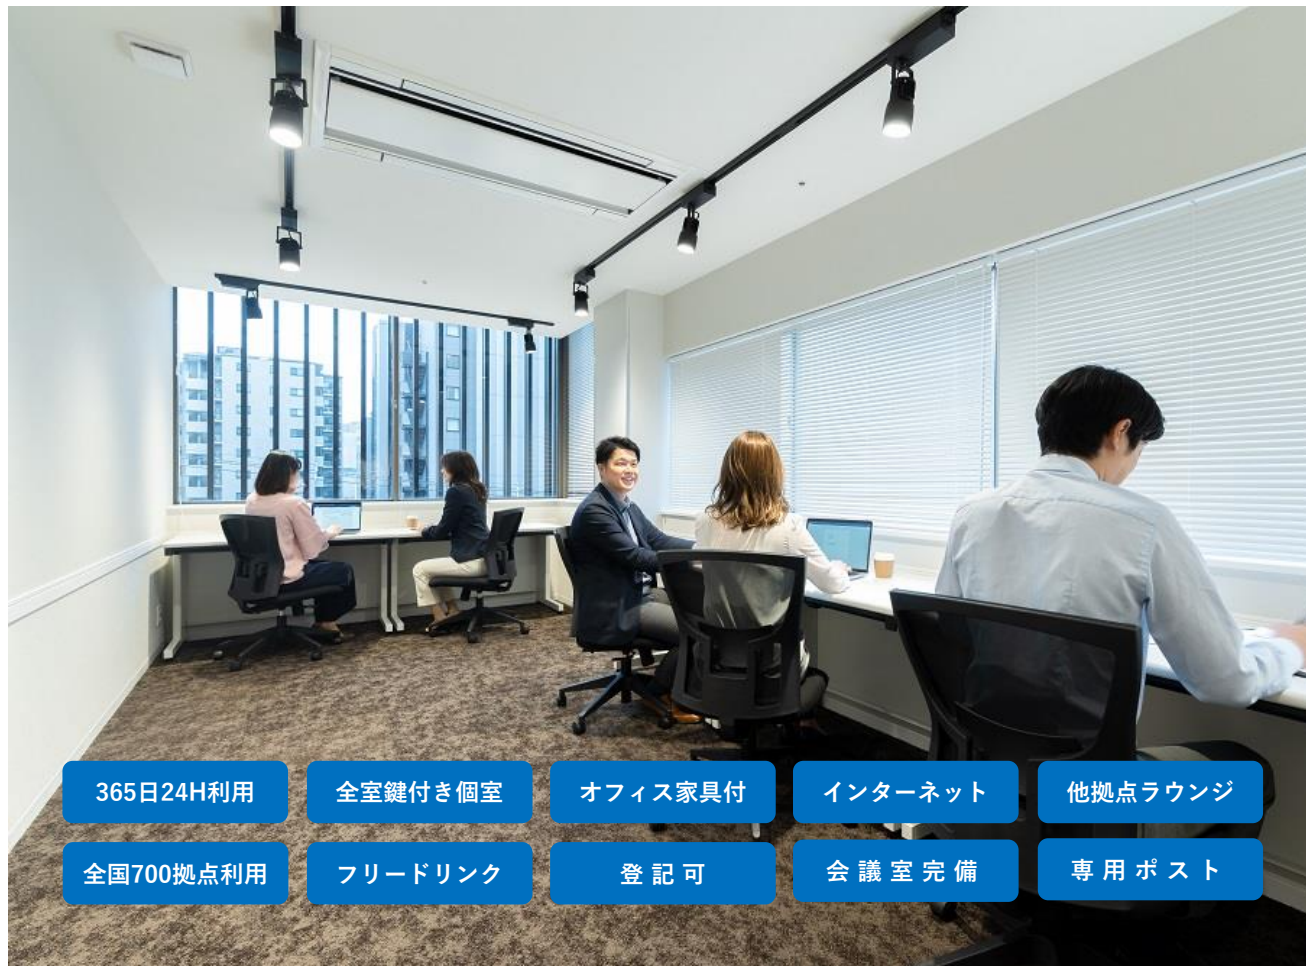 365日24H利用
全室鍵付き個室
オフィス家具付
インターネット
他拠点ラウンジ
全国700拠点利用
フリードリンク
登記可
会議室完備
専用ポスト